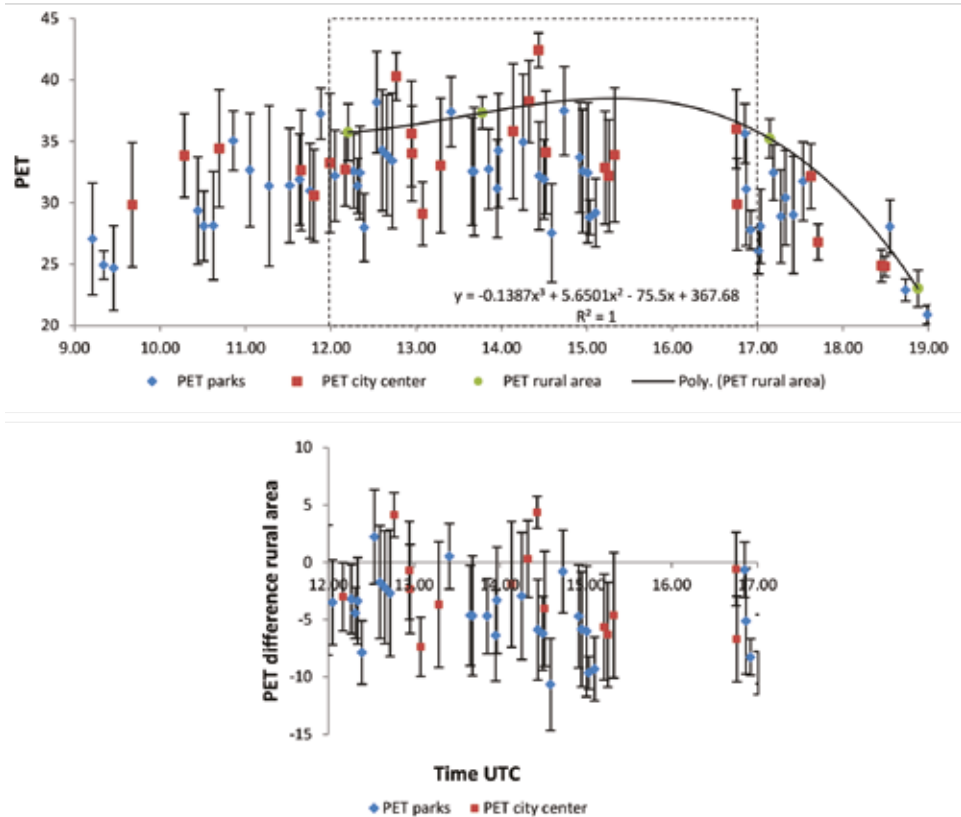 45
40
35
30
25
20
PET
y = -0.1387x³ + 5.6501x² - 75.5x + 367.68
R² = 1
9.00 10.00 11.00 12.00 13.00 14.00 15.00 16.00 17.00 18.00 19.00
PET parks PET city center PET rural area Poly. (PET rural area)
10
5
0
-5
-10
-15
PET difference rural area
12.00 13.00 14.00 15.00 16.00 17.00
Time UTC
PET parks PET city center